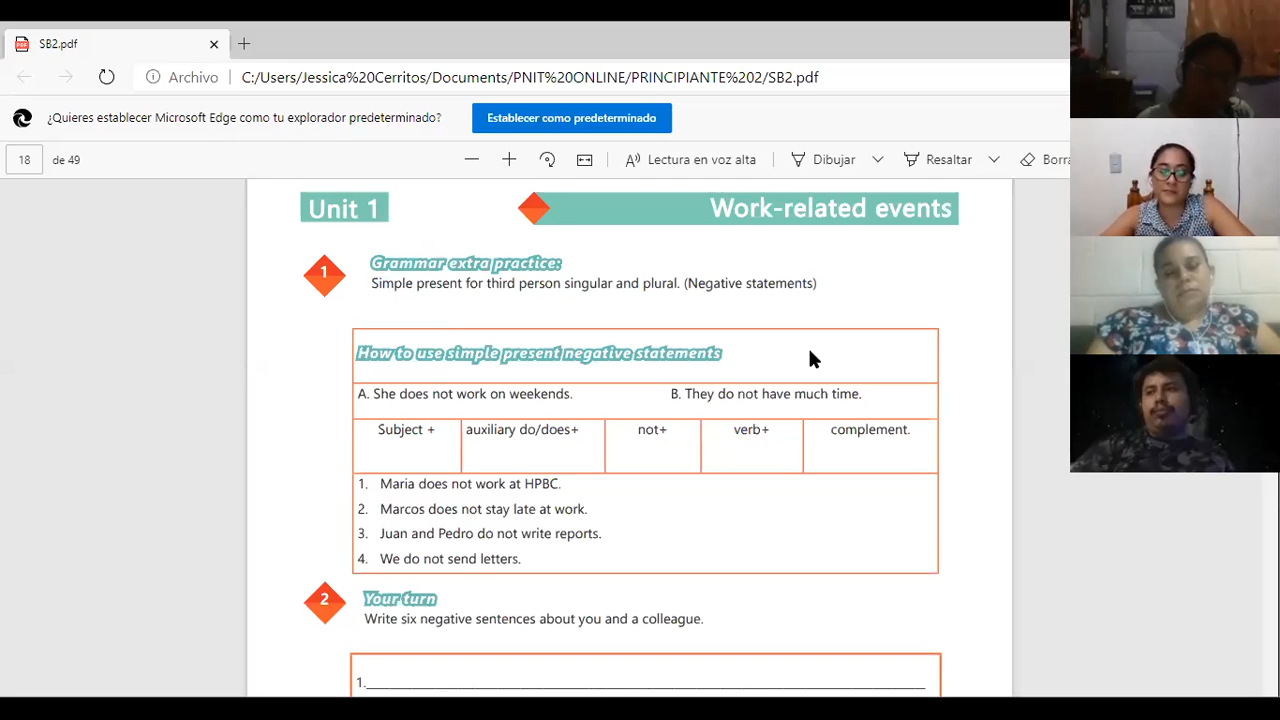 SB2.pdf
Archivo C:/Users/Jessica%20Cerritos/Documents/PNIT%20ONLINE/PRINCIPIANTE%202/SB2.pdf
¿Quieres establecer Microsoft Edge como tu explorador predeterminado? Establecer como predeterminado
18 de 49 Lectura en voz alta Dibujar Resaltar Borra
Unit 1 Work-related events
1 Grammar extra practice:
Simple present for third person singular and plural. (Negative statements)
How to use simple present negative statements
A. She does not work on weekends. B. They do not have much time.
Subject + auxiliary do/does+ not+ verb+ complement.
1. Maria does not work at HPBC.
2. Marcos does not stay late at work.
3. Juan and Pedro do not write reports.
4. We do not send letters.
2 Your turn
Write six negative sentences about you and a colleague.
1.